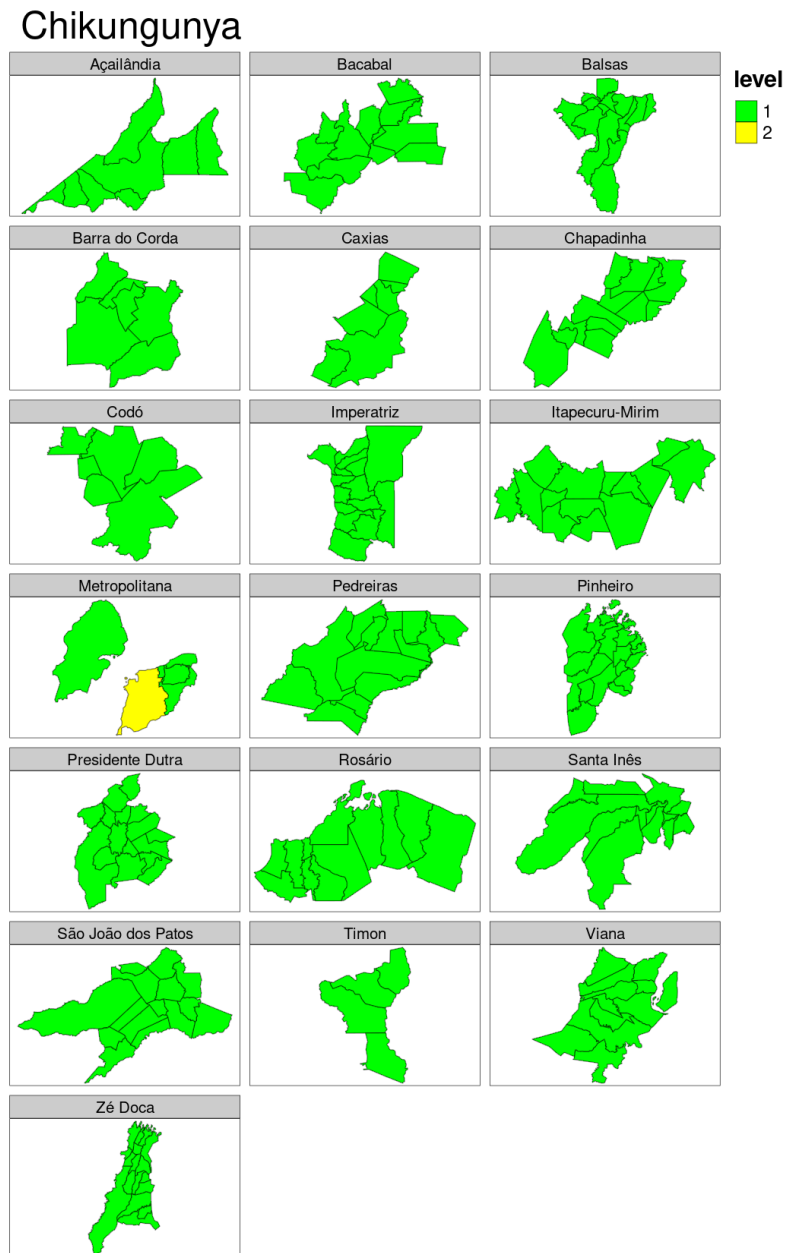 Chikungunya
Açailândia
Bacabal
Balsas
level
1
2
Barra do Corda
Caxias
Chapadinha
Codó
Imperatriz
Itapecuru-Mirim
Metropolitana
Pedreiras
Pinheiro
Presidente Dutra
Rosário
Santa Inês
São João dos Patos
Timon
Viana
Zé Doca